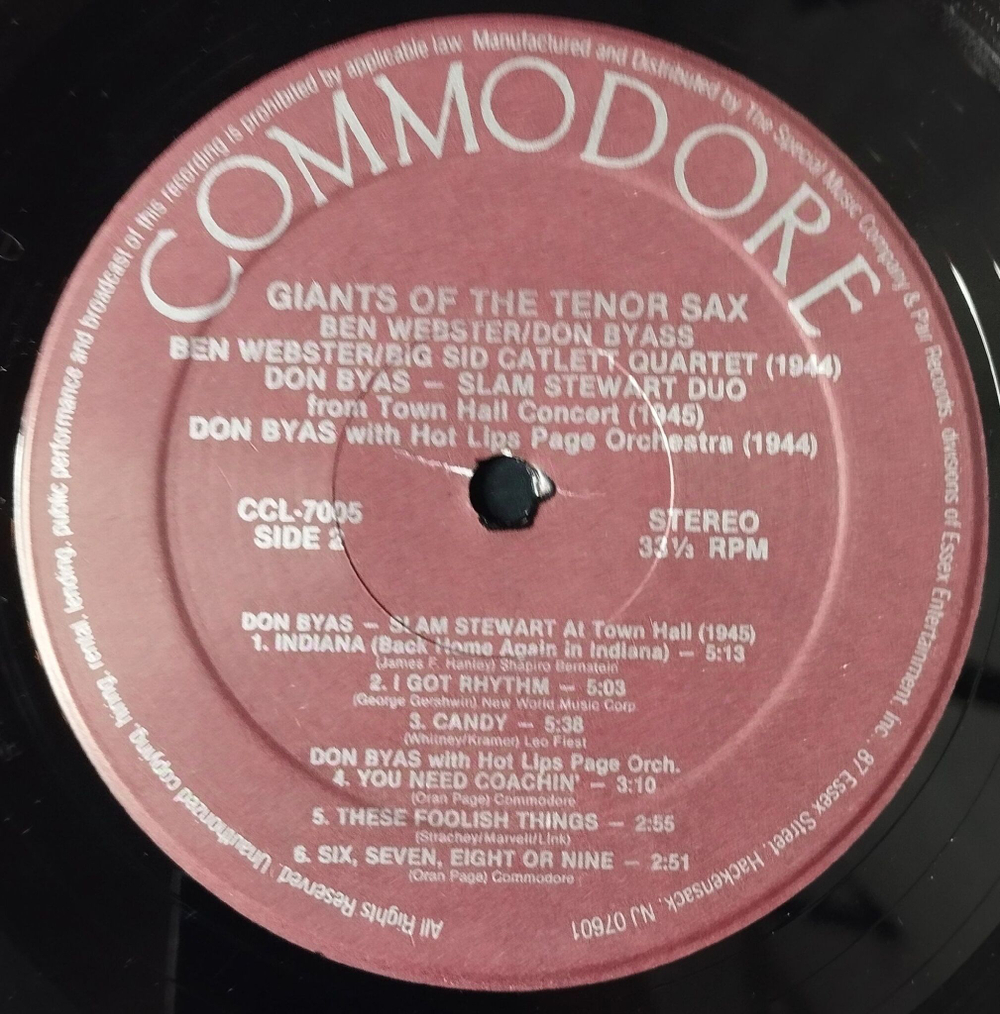 COMMODORE
GIANTS OF THE TENOR SAX
BEN WEBSTER/DON BYASS
BEN WEBSTER/BIG SID CATLETT QUARTET (1944)
DON BYAS — SLAM STEWART DUO
from Town Hall Concert (1945)
DON BYAS with Hot Lips Page Orchestra (1944)
CCL-7005
SIDE 2
STEREO
33⅓ RPM
DON BYAS — SLAM STEWART At Town Hall (1945)
1. INDIANA (Back Home Again in Indiana) — 5:13
(James F. Hanley) Shapiro Bernstein
2. I GOT RHYTHM — 5:03
(George Gershwin) New World Music Corp.
3. CANDY — 5:38
(Whitney/Kramer) Leo Fiest
DON BYAS with Hot Lips Page Orch.
4. YOU NEED COACHIN' — 3:10
(Oran Page) Commodore
5. THESE FOOLISH THINGS — 2:55
(Strachey/Marvell/Link)
6. SIX, SEVEN, EIGHT OR NINE — 2:51
(Oran Page) Commodore
All Rights Reserved. Unauthorized copying, hiring, rental, lending, public performance and broadcast of this recording is prohibited by applicable law. Manufactured and Distributed by The Special Music Company & Pair Records, divisions of Essex Entertainment, Inc., 87 Essex Street, Hackensack, NJ 07601